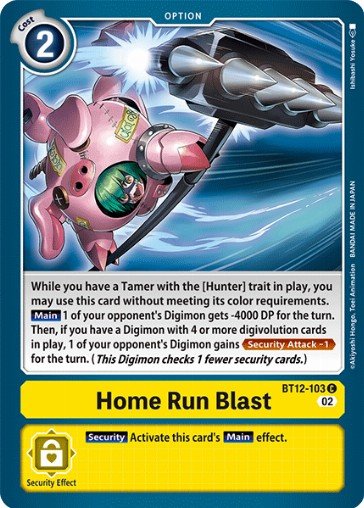 OPTION
Cost
2
Ishibashi Yosuke
©Akiyoshi Hongo, Toei Animation BANDAI MADE IN JAPAN
While you have a Tamer with the [Hunter] trait in play, you
may use this card without meeting its color requirements.
Main 1 of your opponent's Digimon gets -4000 DP for the turn.
Then, if you have a Digimon with 4 or more digivolution cards
in play, 1 of your opponent's Digimon gains Security Attack -1
for the turn. (This Digimon checks 1 fewer security cards.)
BT12-103 C
Home Run Blast
02
Security Activate this card's Main effect.
Security Effect